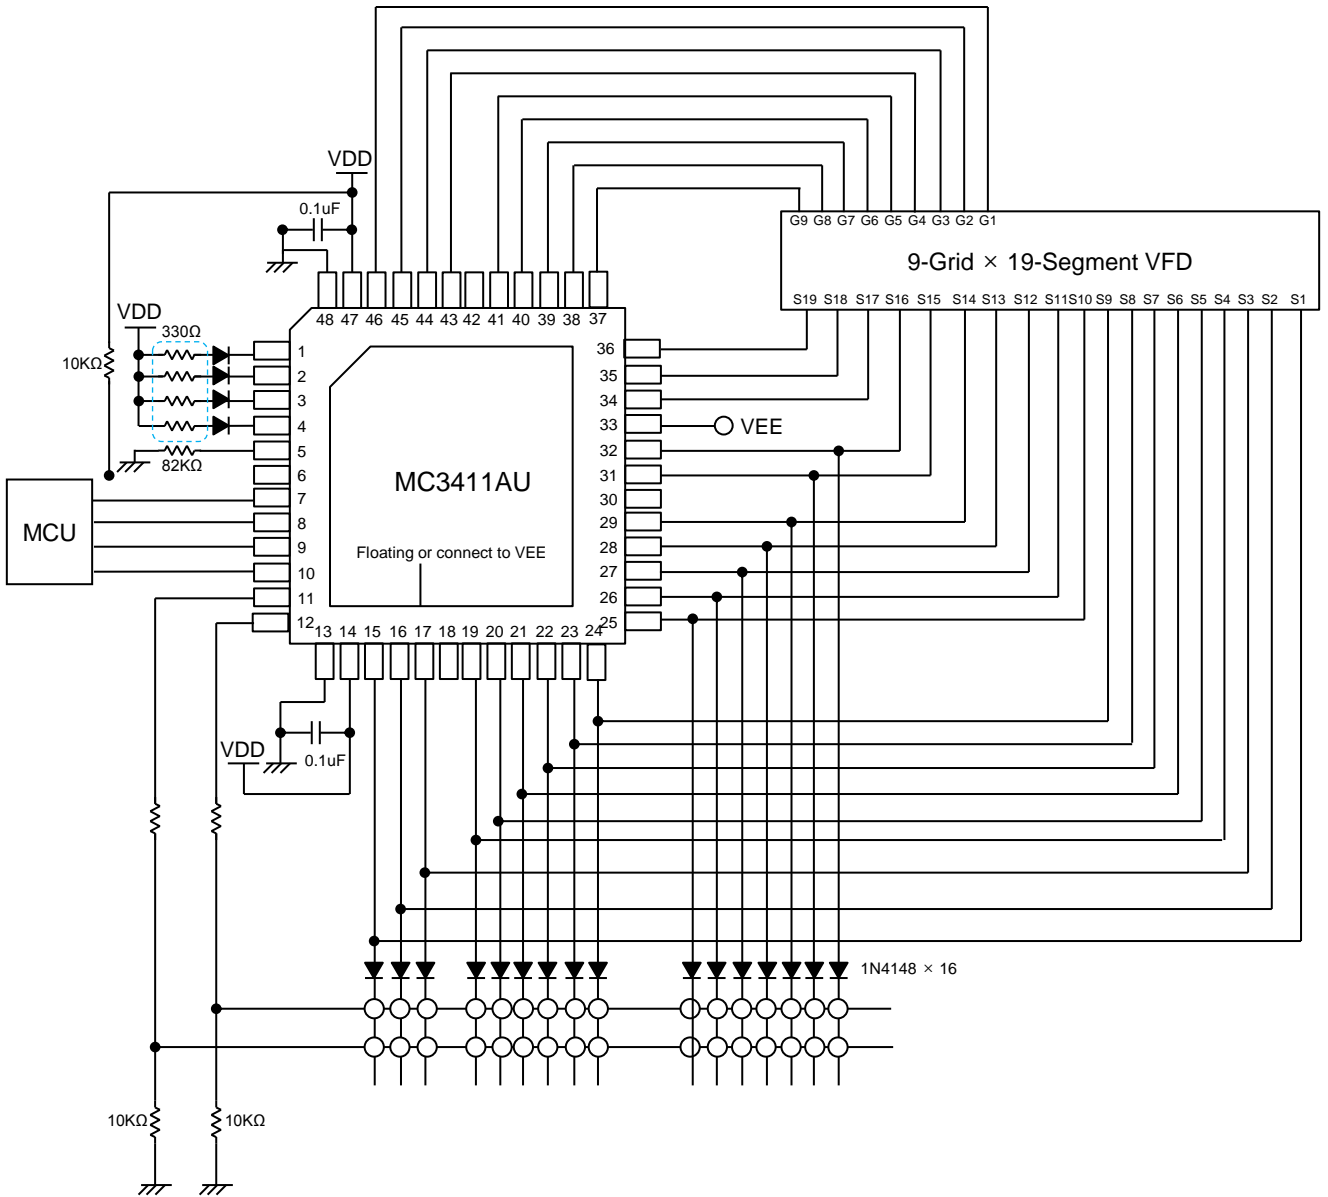 VDD
0.1uF
G9 G8 G7 G6 G5 G4 G3 G2 G1
9-Grid × 19-Segment VFD
S19 S18 S17 S16 S15 S14 S13 S12 S11 S10 S9 S8 S7 S6 S5 S4 S3 S2 S1
VDD
330Ω
10KΩ
82KΩ
48 47 46 45 44 43 42 41 40 39 38 37
1
2
3
4
5
6
7
8
9
10
11
12
36
35
34
33
32
31
30
29
28
27
26
25
VEE
MC3411AU
MCU
Floating or connect to VEE
13 14 15 16 17 18 19 20 21 22 23 24
VDD
0.1uF
1N4148 × 16
10KΩ
10KΩ